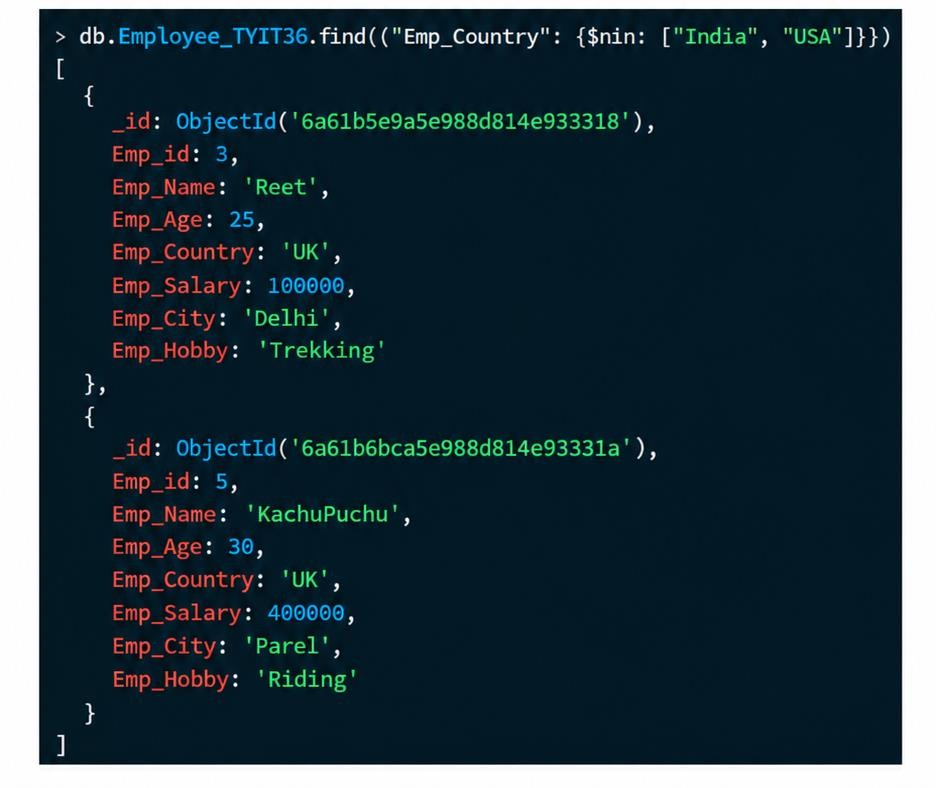 > db.Employee_TYIT36.find(("Emp_Country": {$nin: ["India", "USA"]}})
[
  {
    _id: ObjectId('6a61b5e9a5e988d814e933318'),
    Emp_id: 3,
    Emp_Name: 'Reet',
    Emp_Age: 25,
    Emp_Country: 'UK',
    Emp_Salary: 100000,
    Emp_City: 'Delhi',
    Emp_Hobby: 'Trekking'
  },
  {
    _id: ObjectId('6a61b6bca5e988d814e93331a'),
    Emp_id: 5,
    Emp_Name: 'KachuPuchu',
    Emp_Age: 30,
    Emp_Country: 'UK',
    Emp_Salary: 400000,
    Emp_City: 'Parel',
    Emp_Hobby: 'Riding'
  }
]